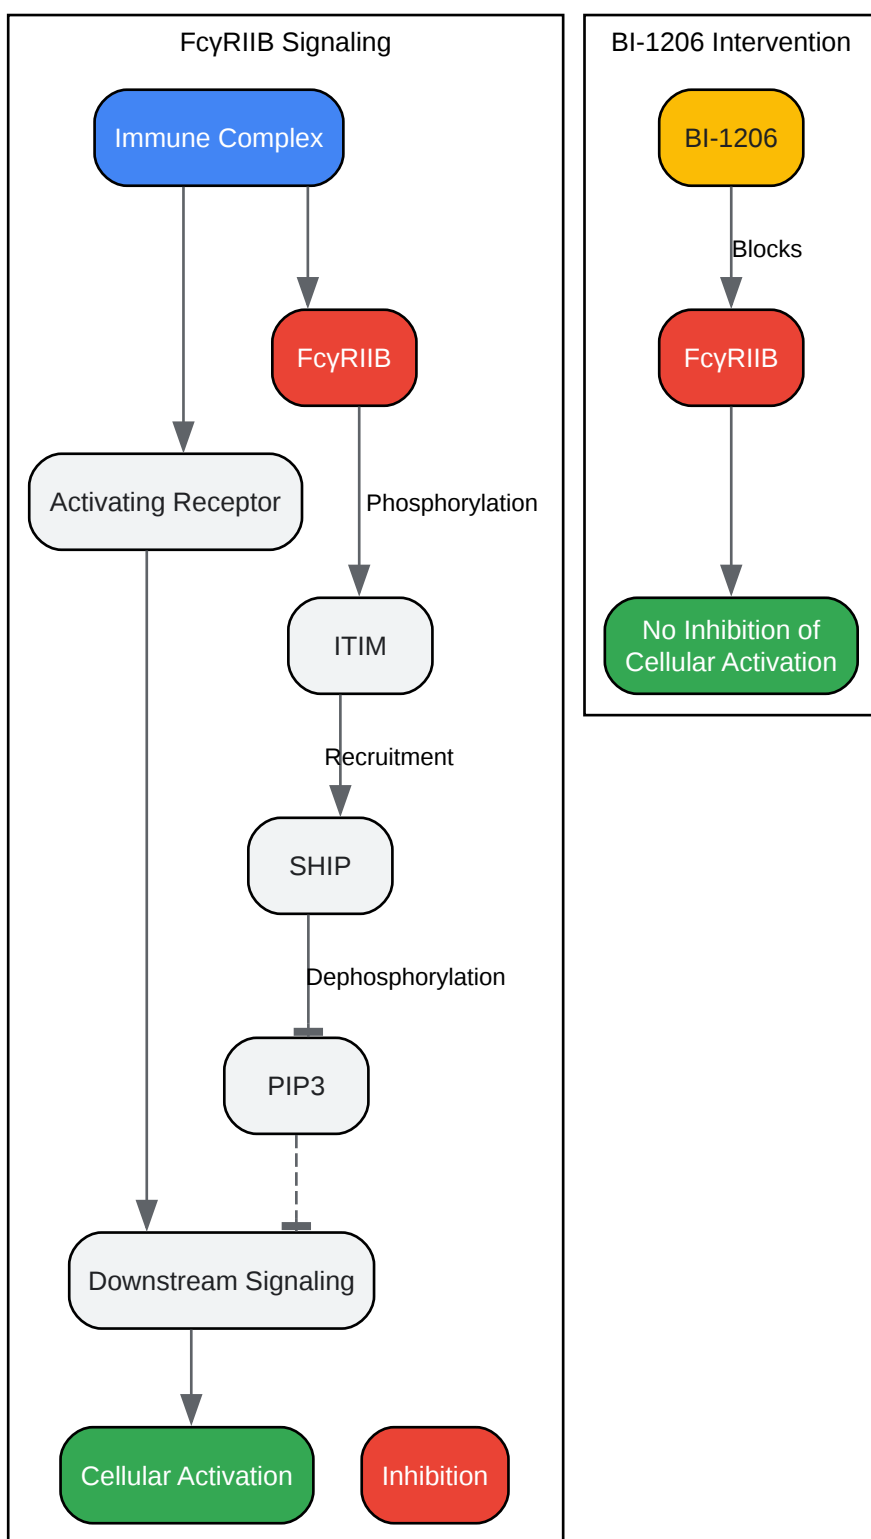 FcγRIIB Signaling
Immune Complex
FcγRIIB
Activating Receptor
Phosphorylation
ITIM
Recruitment
SHIP
Dephosphorylation
PIP3
Downstream Signaling
Cellular Activation
Inhibition
BI-1206 Intervention
BI-1206
Blocks
FcγRIIB
No Inhibition of
Cellular Activation